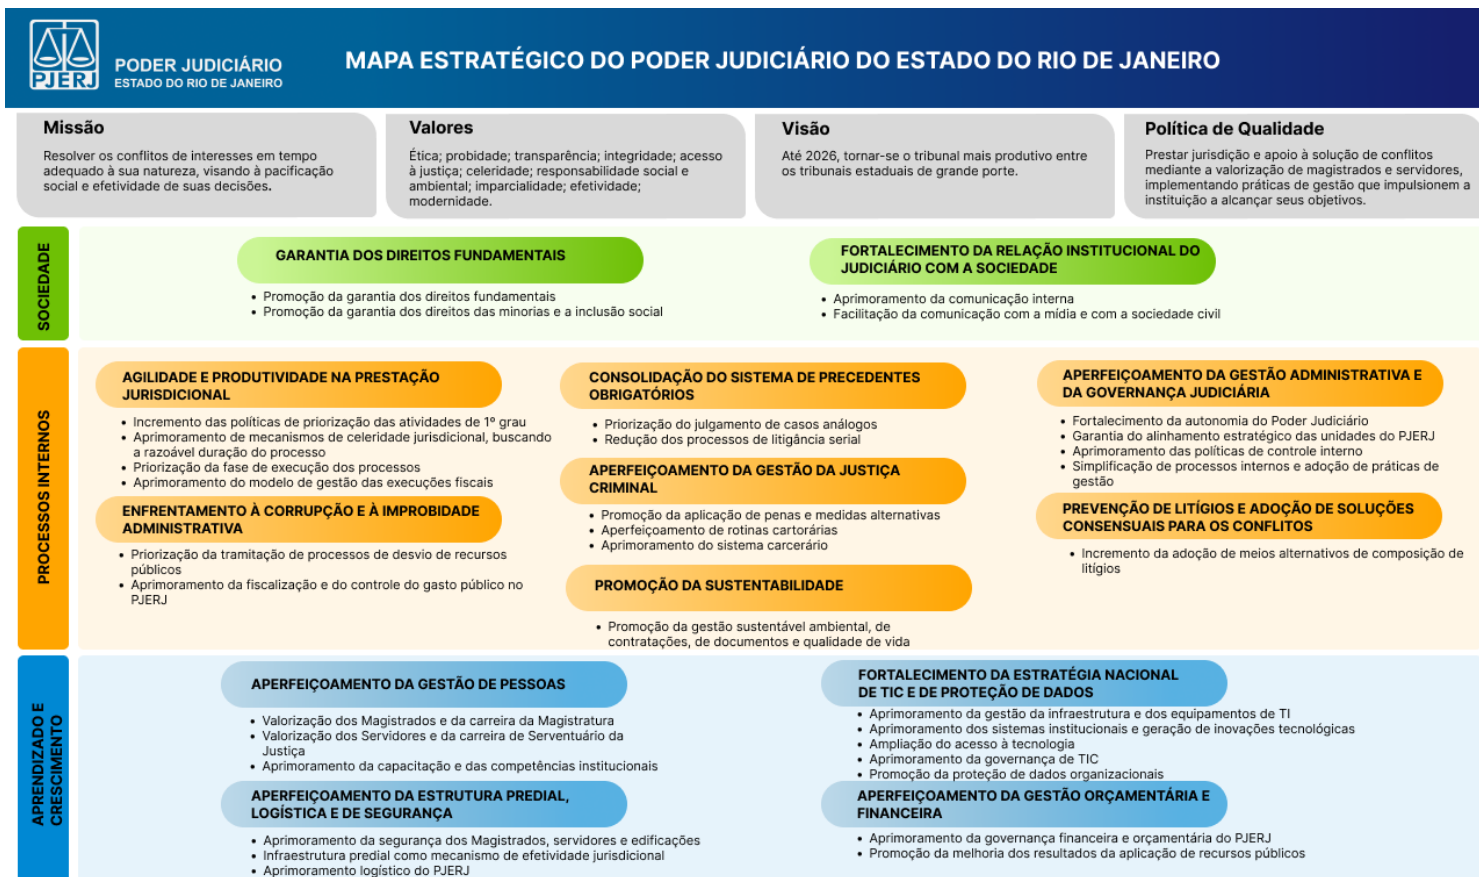 PJERJ
PODER JUDICIÁRIO
ESTADO DO RIO DE JANEIRO
MAPA ESTRATÉGICO DO PODER JUDICIÁRIO DO ESTADO DO RIO DE JANEIRO
Missão
Resolver os conflitos de interesses em tempo
adequado à sua natureza, visando à pacificação
social e efetividade de suas decisões.
Valores
Ética; probidade; transparência; integridade; acesso
à justiça; celeridade; responsabilidade social e
ambiental; imparcialidade; efetividade;
modernidade.
Visão
Até 2026, tornar-se o tribunal mais produtivo entre
os tribunais estaduais de grande porte.
Política de Qualidade
Prestar jurisdição e apoio à solução de conflitos
mediante a valorização de magistrados e servidores,
implementando práticas de gestão que impulsionem a
instituição a alcançar seus objetivos.
SOCIEDADE
GARANTIA DOS DIREITOS FUNDAMENTAIS
• Promoção da garantia dos direitos fundamentais
• Promoção da garantia dos direitos das minorias e a inclusão social
FORTALECIMENTO DA RELAÇÃO INSTITUCIONAL DO
JUDICIÁRIO COM A SOCIEDADE
• Aprimoramento da comunicação interna
• Facilitação da comunicação com a mídia e com a sociedade civil
PROCESSOS INTERNOS
AGILIDADE E PRODUTIVIDADE NA PRESTAÇÃO
JURISDICIONAL
• Incremento das políticas de priorização das atividades de 1º grau
• Aprimoramento de mecanismos de celeridade jurisdicional, buscando
a razoável duração do processo
• Priorização da fase de execução dos processos
• Aprimoramento do modelo de gestão das execuções fiscais
ENFRENTAMENTO À CORRUPÇÃO E À IMPROBIDADE
ADMINISTRATIVA
• Priorização da tramitação de processos de desvio de recursos
públicos
• Aprimoramento da fiscalização e do controle do gasto público no
PJERJ
CONSOLIDAÇÃO DO SISTEMA DE PRECEDENTES
OBRIGATÓRIOS
• Priorização do julgamento de casos análogos
• Redução dos processos de litigância serial
APERFEIÇOAMENTO DA GESTÃO DA JUSTIÇA
CRIMINAL
• Promoção da aplicação de penas e medidas alternativas
• Aperfeiçoamento de rotinas cartorárias
• Aprimoramento do sistema carcerário
PROMOÇÃO DA SUSTENTABILIDADE
• Promoção da gestão sustentável ambiental, de
contratações, de documentos e qualidade de vida
APERFEIÇOAMENTO DA GESTÃO ADMINISTRATIVA E
DA GOVERNANÇA JUDICIÁRIA
• Fortalecimento da autonomia do Poder Judiciário
• Garantia do alinhamento estratégico das unidades do PJERJ
• Aprimoramento das políticas de controle interno
• Simplificação de processos internos e adoção de práticas de
gestão
PREVENÇÃO DE LITÍGIOS E ADOÇÃO DE SOLUÇÕES
CONSENSUAIS PARA OS CONFLITOS
• Incremento da adoção de meios alternativos de composição de
litígios
APRENDIZADO E
CRESCIMENTO
APERFEIÇOAMENTO DA GESTÃO DE PESSOAS
• Valorização dos Magistrados e da carreira da Magistratura
• Valorização dos Servidores e da carreira de Serventuário da
Justiça
• Aprimoramento da capacitação e das competências institucionais
APERFEIÇOAMENTO DA ESTRUTURA PREDIAL,
LOGÍSTICA E DE SEGURANÇA
• Aprimoramento da segurança dos Magistrados, servidores e edificações
• Infraestrutura predial como mecanismo de efetividade jurisdicional
• Aprimoramento logístico do PJERJ
FORTALECIMENTO DA ESTRATÉGIA NACIONAL
DE TIC E DE PROTEÇÃO DE DADOS
• Aprimoramento da gestão da infraestrutura e dos equipamentos de TI
• Aprimoramento dos sistemas institucionais e geração de inovações tecnológicas
• Ampliação do acesso à tecnologia
• Aprimoramento da governança de TIC
• Promoção da proteção de dados organizacionais
APERFEIÇOAMENTO DA GESTÃO ORÇAMENTÁRIA E
FINANCEIRA
• Aprimoramento da governança financeira e orçamentária do PJERJ
• Promoção da melhoria dos resultados da aplicação de recursos públicos